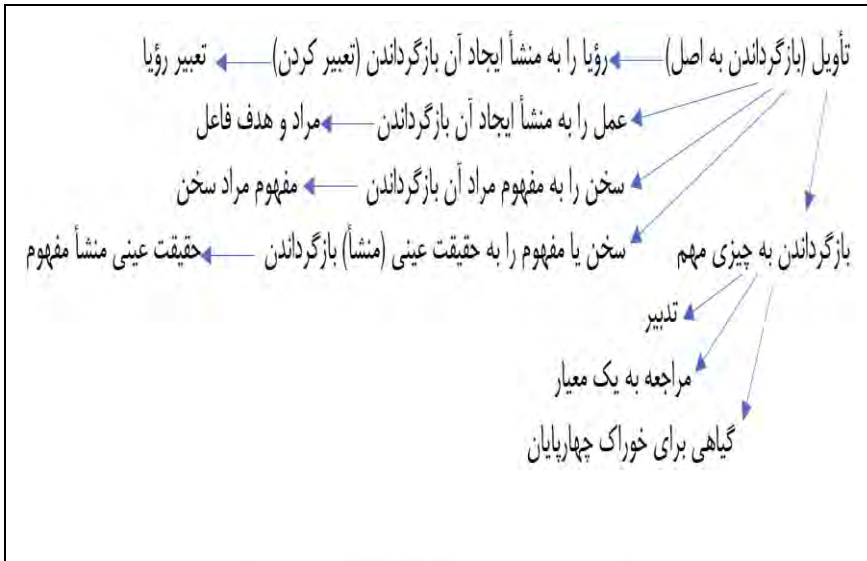 تأویل (بازگرداندن به اصل) رؤیا را به منشأ ایجاد آن بازگرداندن (تعبیر کردن) تعبیر رؤیا
عمل را به منشأ ایجاد آن بازگرداندن مراد و هدف فاعل
سخن را به مفهوم مراد آن بازگرداندن مفهوم مراد سخن
بازگرداندن به چیزی مهم سخن یا مفهوم را به حقیقت عینی (منشأ) بازگرداندن حقیقت عینی منشأ مفهوم
تدبیر
مراجعه به یک معیار
گیاهی برای خوراک چهارپایان